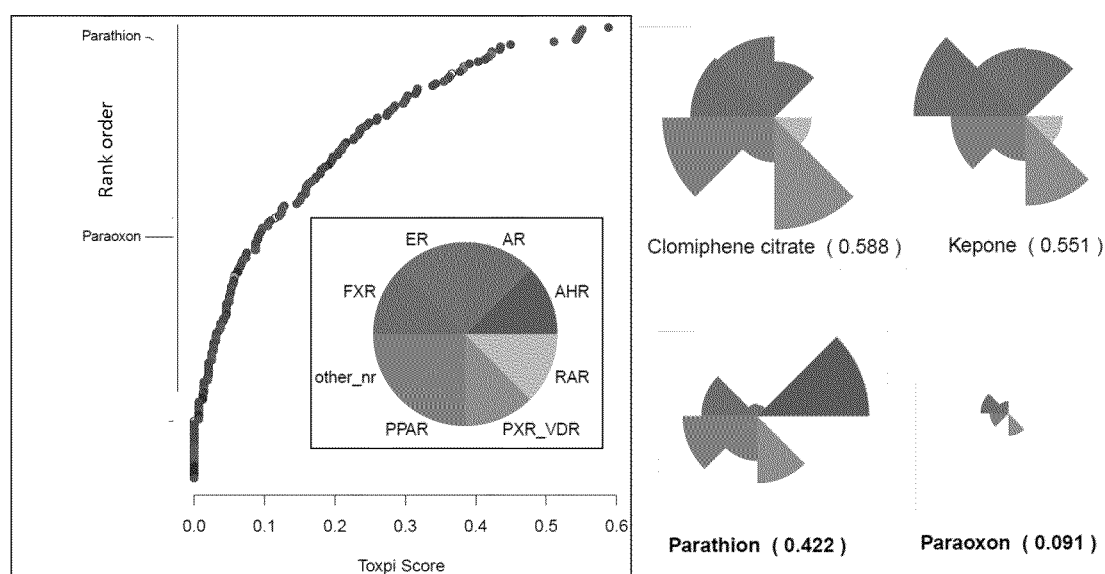 Parathion
Rank order
Paraoxon
ER
AR
FXR
AHR
other_nr
RAR
PPAR
PXR_VDR
0.0 0.1 0.2 0.3 0.4 0.5 0.6
Toxpi Score
Clomiphene citrate ( 0.588 )
Kepone ( 0.551 )
Parathion ( 0.422 )
Paraoxon ( 0.091 )